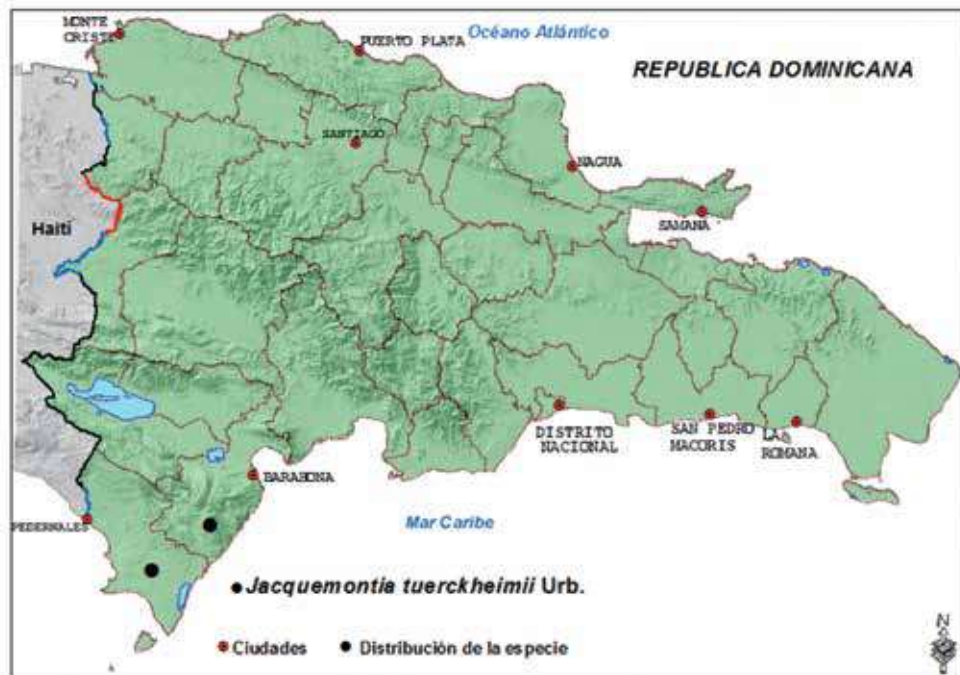 MONTE
CRISTI
PUERTO PLATA
Océano Atlántico
REPUBLICA DOMINICANA
SANTIAGO
NAGUA
SAMANA
Haití
DISTRITO
NACIONAL
SAN PEDRO
MACORIS
LA
ROMANA
BARAHONA
PEDERNALES
Mar Caribe
Jacquemontia tuerckheimii Urb.
Ciudades
Distribución de la especie
N